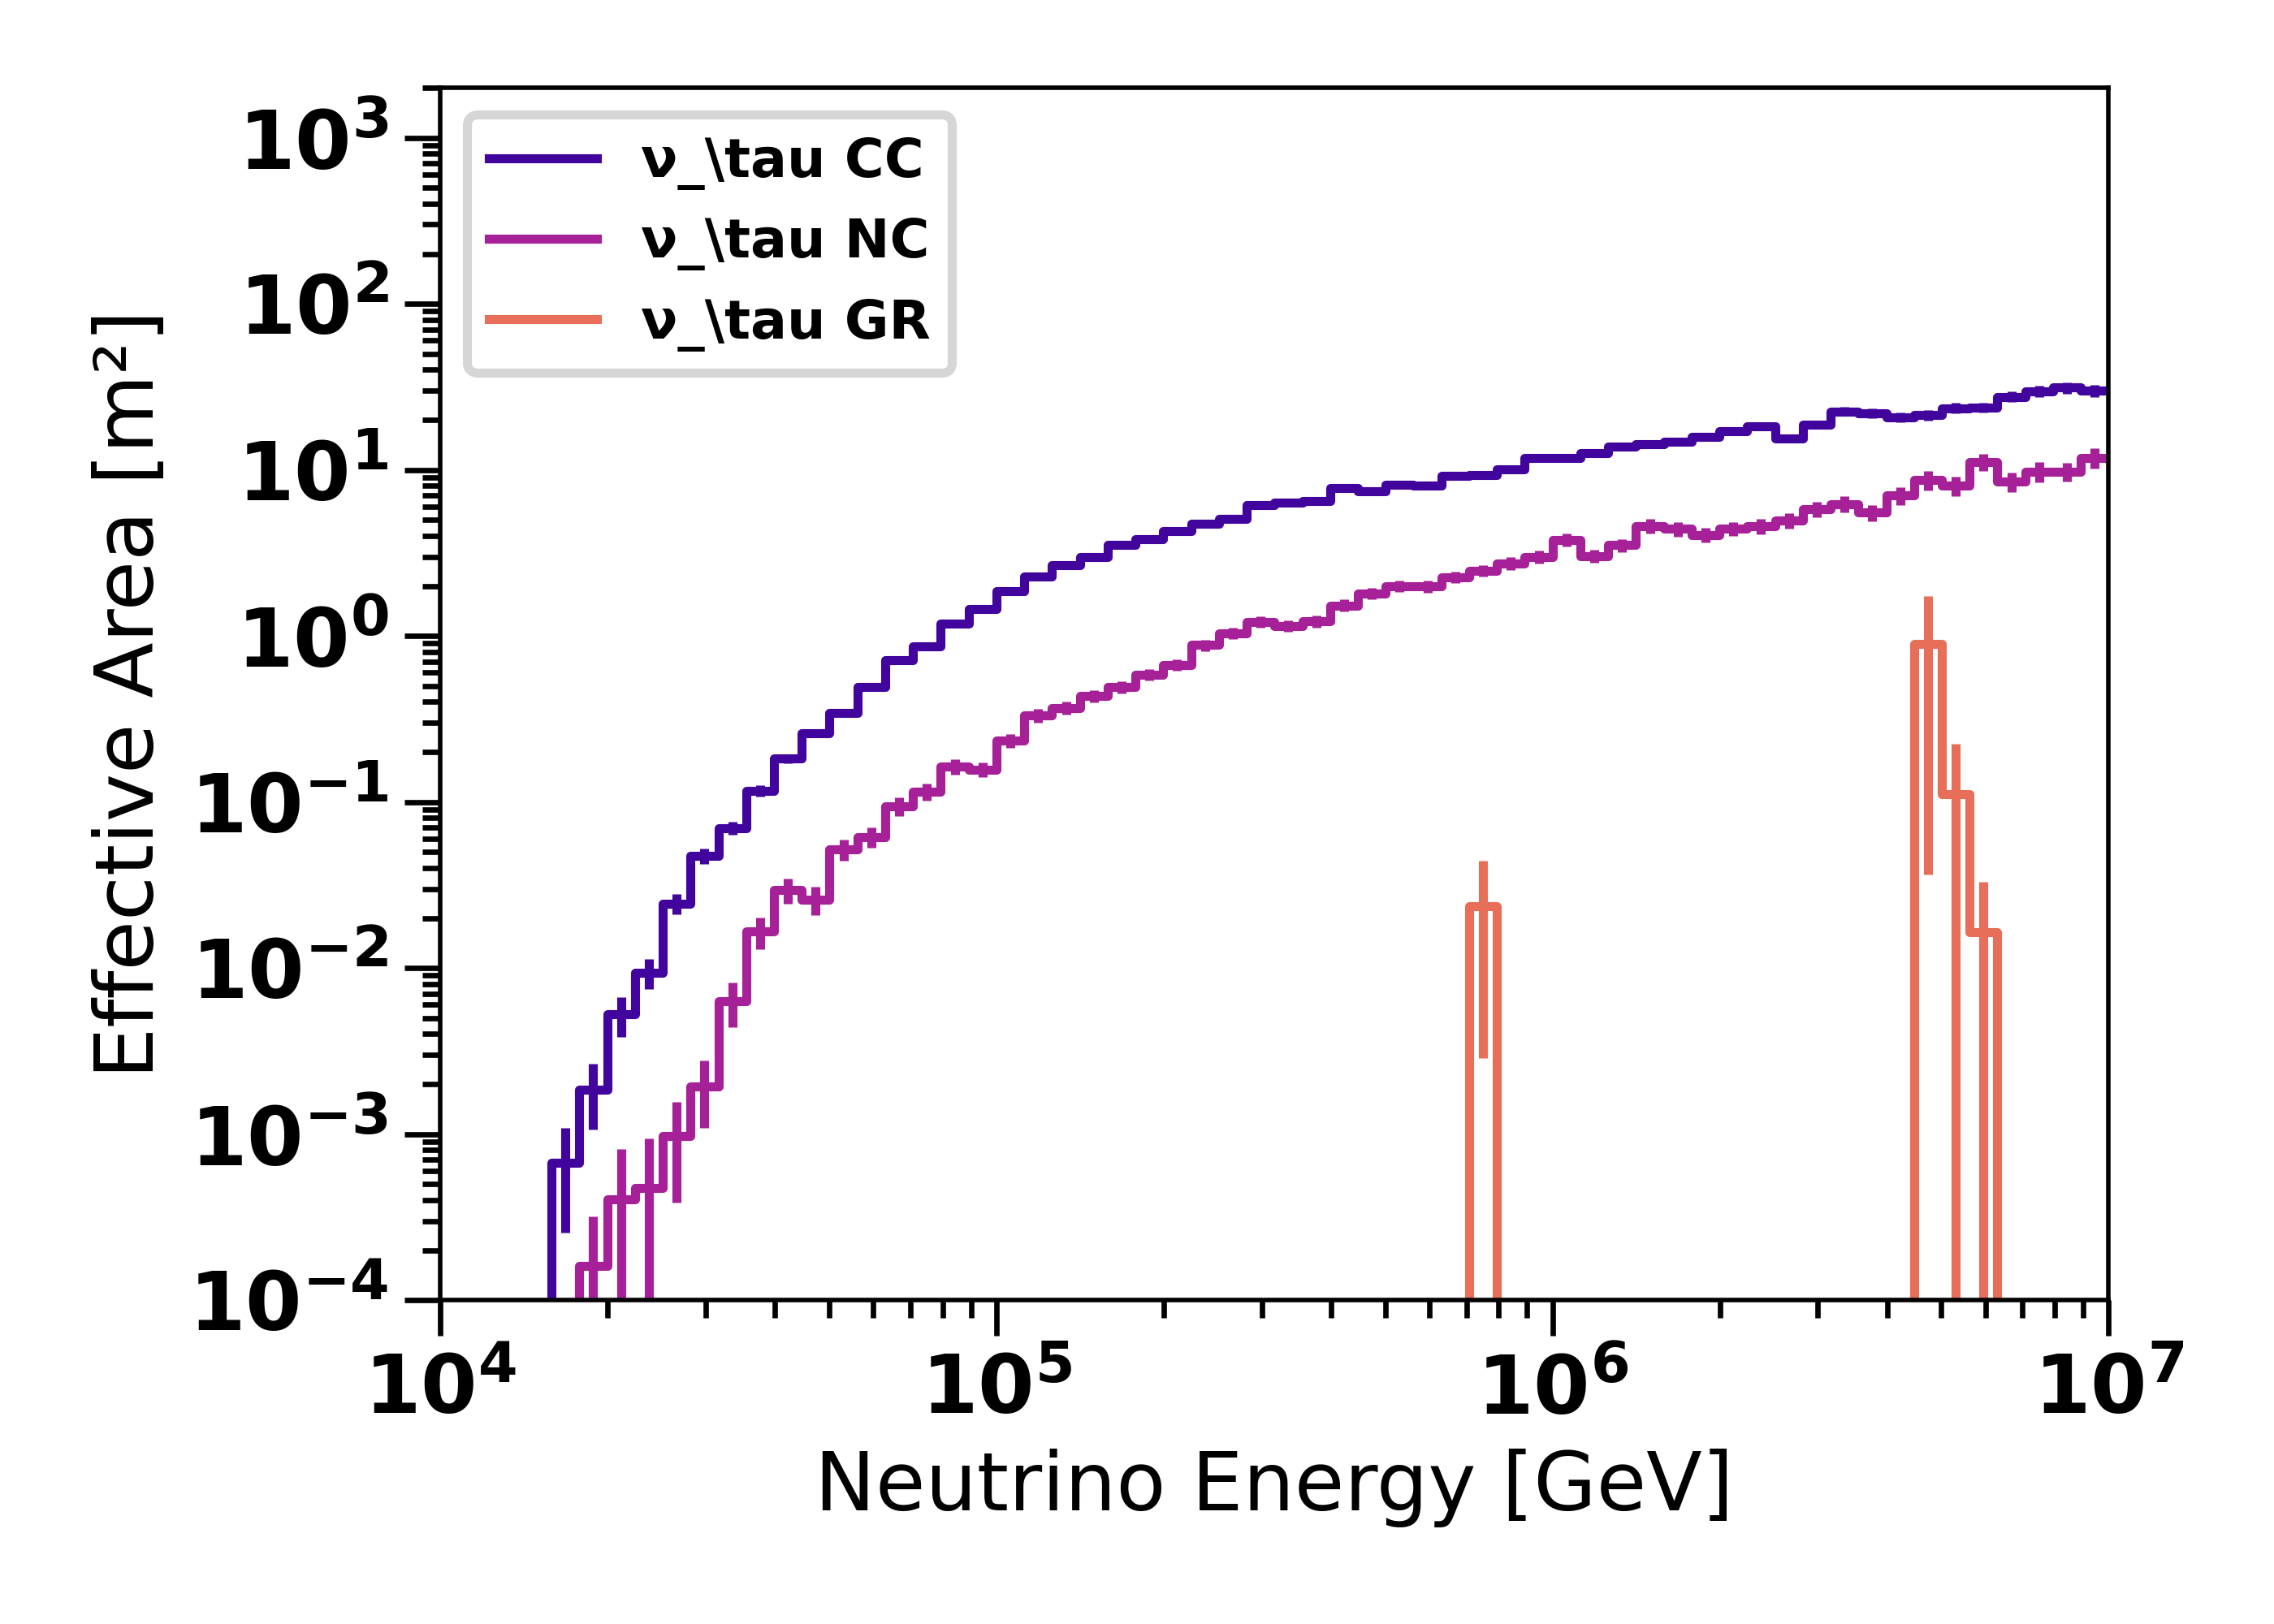 ν_\tau CC
ν_\tau NC
ν_\tau GR
Effective Area [m²]
10³
10²
10¹
10⁰
10⁻¹
10⁻²
10⁻³
10⁻⁴
10⁴ 10⁵ 10⁶ 10⁷
Neutrino Energy [GeV]